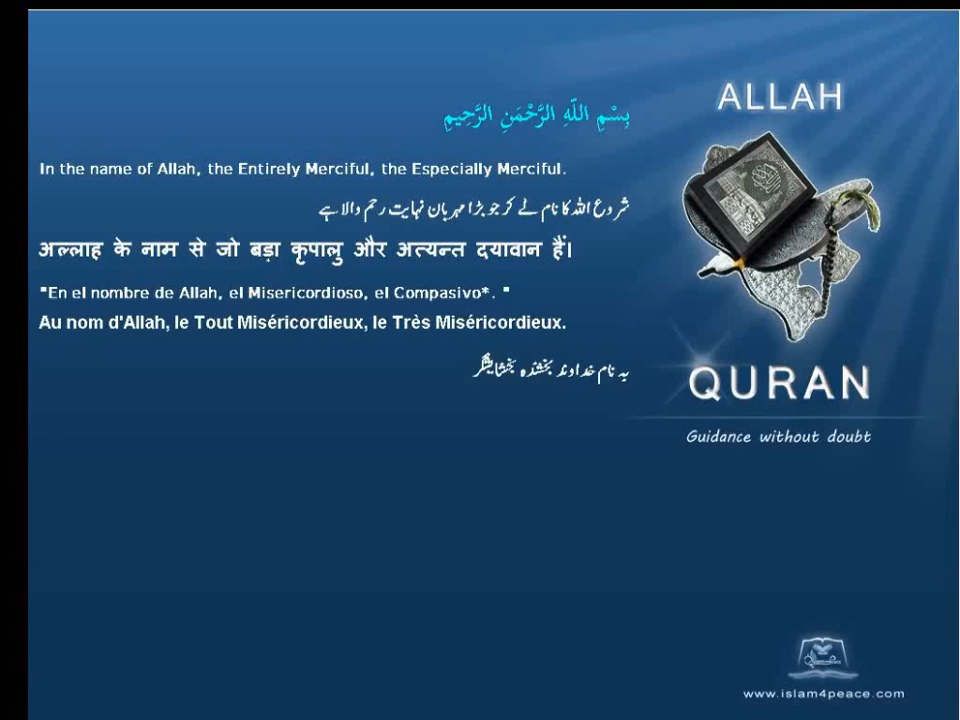 بِسْمِ اللَّهِ الرَّحْمَنِ الرَّحِيمِ
In the name of Allah, the Entirely Merciful, the Especially Merciful.
شروع اللہ کا نام لے کر جو بڑا مہربان نہایت رحم والا ہے
अल्लाह के नाम से जो बड़ा कृपालु और अत्यन्त दयावान हैं।
"En el nombre de Allah, el Misericordioso, el Compasivo*. "
Au nom d'Allah, le Tout Miséricordieux, le Très Miséricordieux.
به نام خداوند بخشنده بخشایشگر
ALLAH
QURAN
Guidance without doubt
www.islam4peace.com